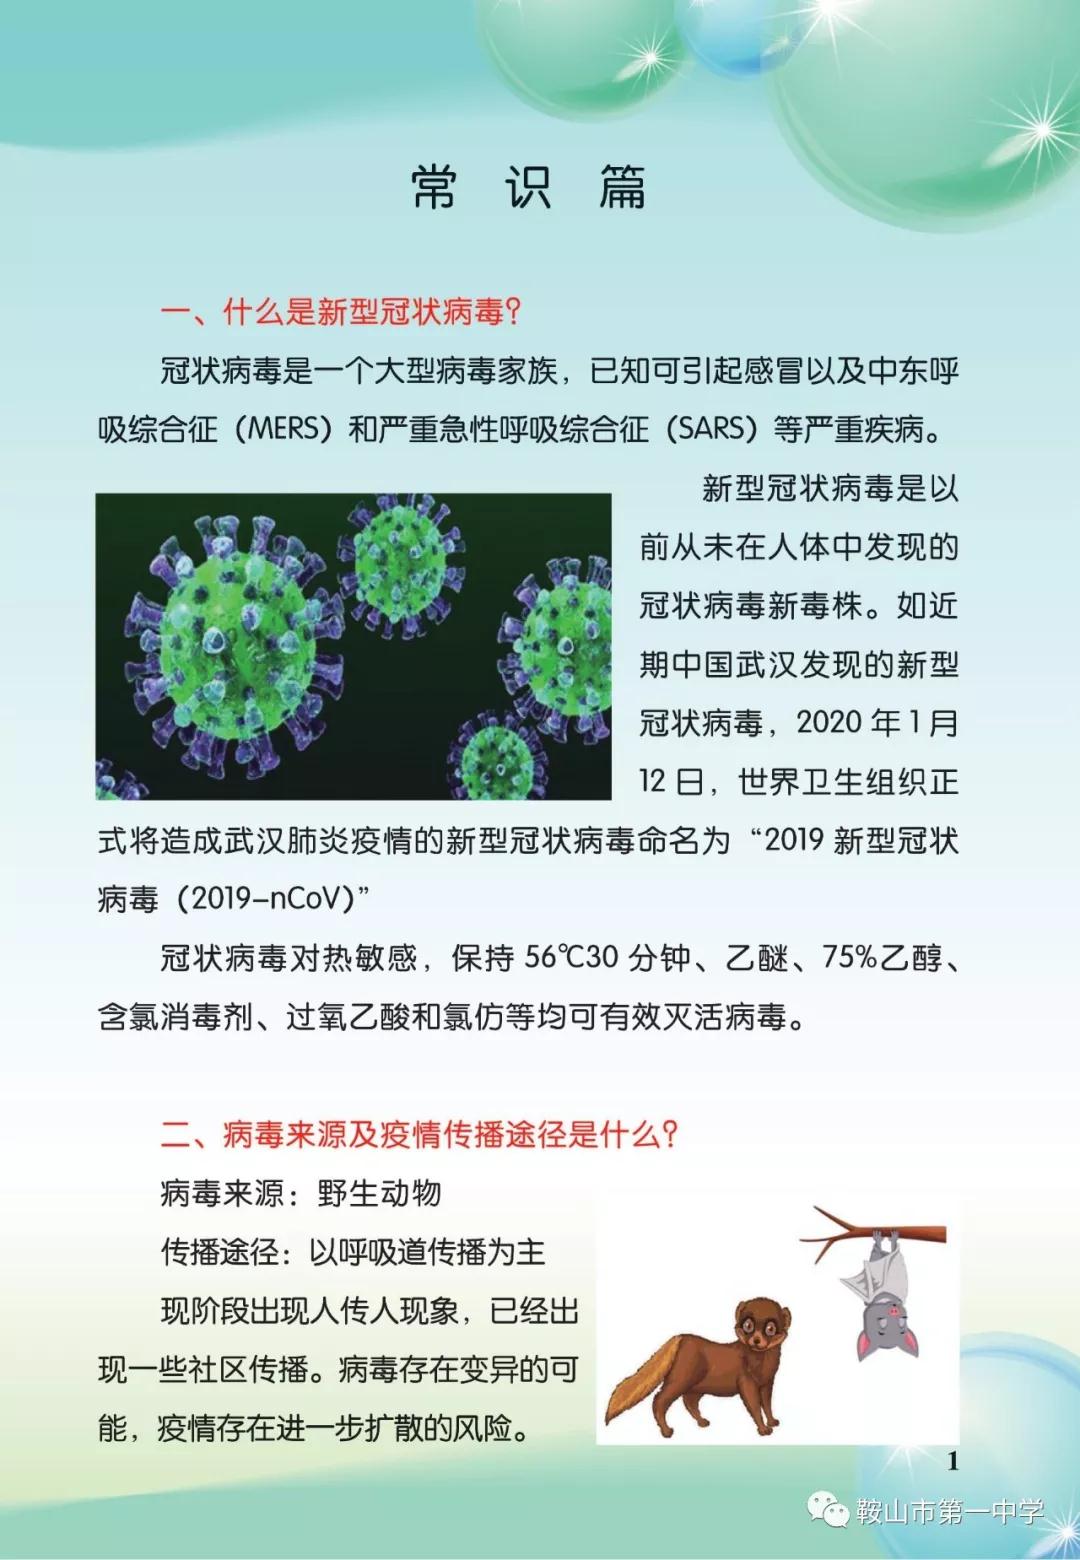 常 识 篇
一、什么是新型冠状病毒？
冠状病毒是一个大型病毒家族，已知可引起感冒以及中东呼
吸综合征（MERS）和严重急性呼吸综合征（SARS）等严重疾病。
新型冠状病毒是以
前从未在人体中发现的
冠状病毒新毒株。如近
期中国武汉发现的新型
冠状病毒，2020 年 1 月
12 日，世界卫生组织正
式将造成武汉肺炎疫情的新型冠状病毒命名为“2019 新型冠状
病毒（2019-nCoV）”
冠状病毒对热敏感，保持 56℃30 分钟、乙醚、75%乙醇、
含氯消毒剂、过氧乙酸和氯仿等均可有效灭活病毒。
二、病毒来源及疫情传播途径是什么？
病毒来源：野生动物
传播途径：以呼吸道传播为主
现阶段出现人传人现象，已经出
现一些社区传播。病毒存在变异的可
能，疫情存在进一步扩散的风险。
1
鞍山市第一中学